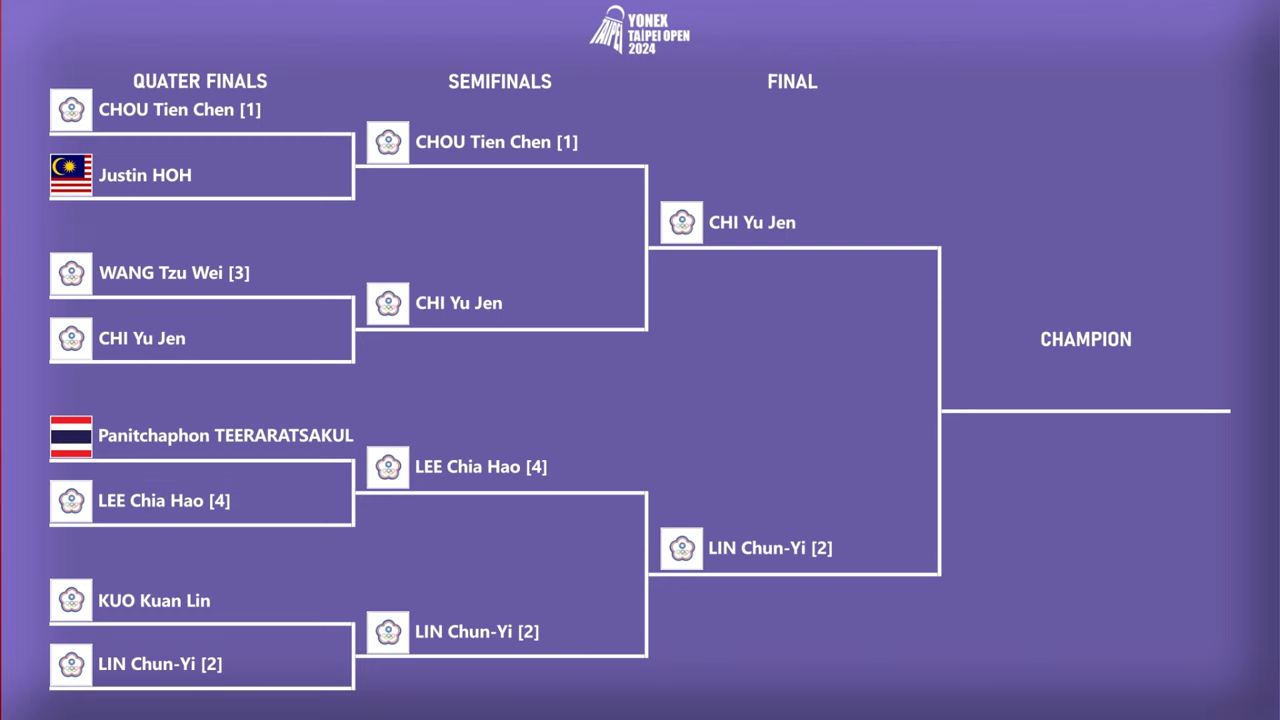 YONEX
TAIPEI OPEN
2024
TAIPEI
QUATER FINALS
SEMIFINALS
FINAL
CHOU Tien Chen [1]
Justin HOH
WANG Tzu Wei [3]
CHI Yu Jen
Panitchaphon TEERARATSAKUL
LEE Chia Hao [4]
KUO Kuan Lin
LIN Chun-Yi [2]
CHOU Tien Chen [1]
CHI Yu Jen
LEE Chia Hao [4]
LIN Chun-Yi [2]
CHI Yu Jen
LIN Chun-Yi [2]
CHAMPION